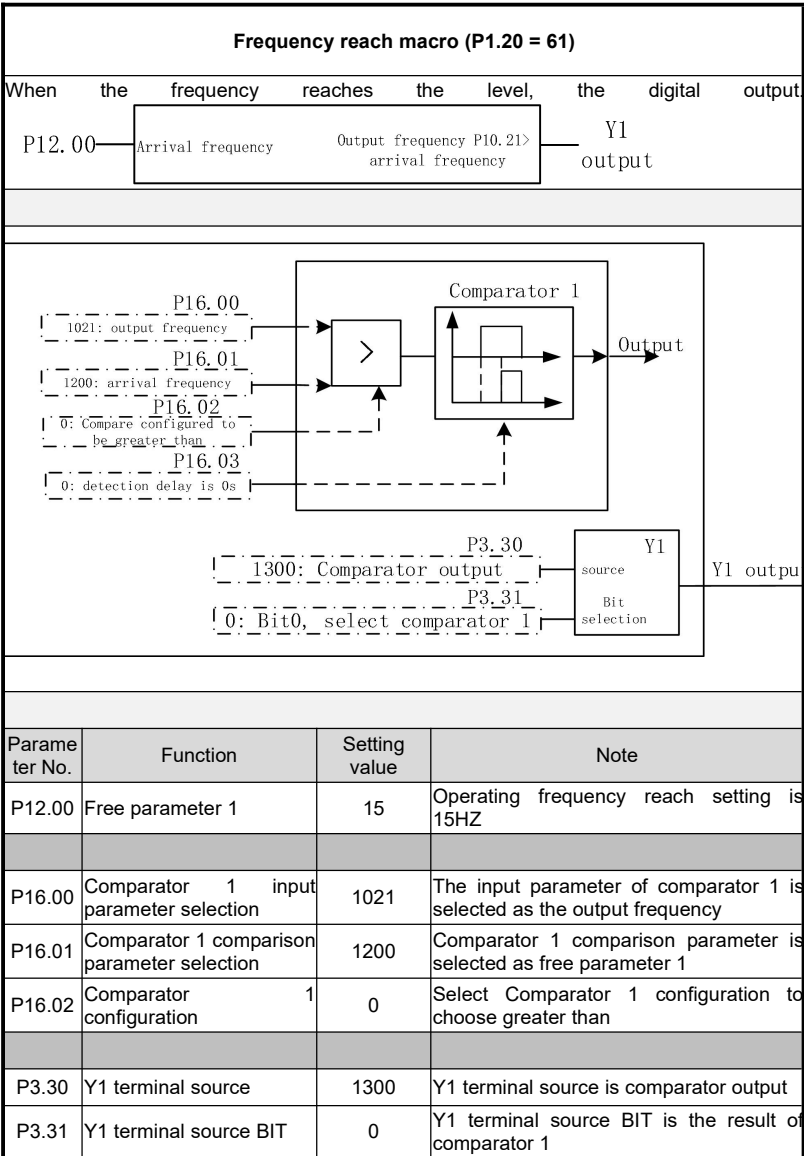 Frequency reach macro (P1.20 = 61)
When the frequency reaches the level, the digital output.
P12.00
Arrival frequency
Output frequency P10.21>
arrival frequency
Y1
output
P16.00
1021: output frequency
P16.01
1200: arrival frequency
P16.02
0: Compare configured to
be greater than
P16.03
0: detection delay is 0s
>
Comparator 1
Output
P3.30
1300: Comparator output
P3.31
0: Bit0, select comparator 1
Y1
source
Bit
selection
Y1 outpu
Parame
ter No.
Function
Setting
value
Note
P12.00
Free parameter 1
15
Operating frequency reach setting is
15HZ
P16.00
Comparator 1 input
parameter selection
1021
The input parameter of comparator 1 is
selected as the output frequency
P16.01
Comparator 1 comparison
parameter selection
1200
Comparator 1 comparison parameter is
selected as free parameter 1
P16.02
Comparator 1
configuration
0
Select Comparator 1 configuration to
choose greater than
P3.30
Y1 terminal source
1300
Y1 terminal source is comparator output
P3.31
Y1 terminal source BIT
0
Y1 terminal source BIT is the result of
comparator 1